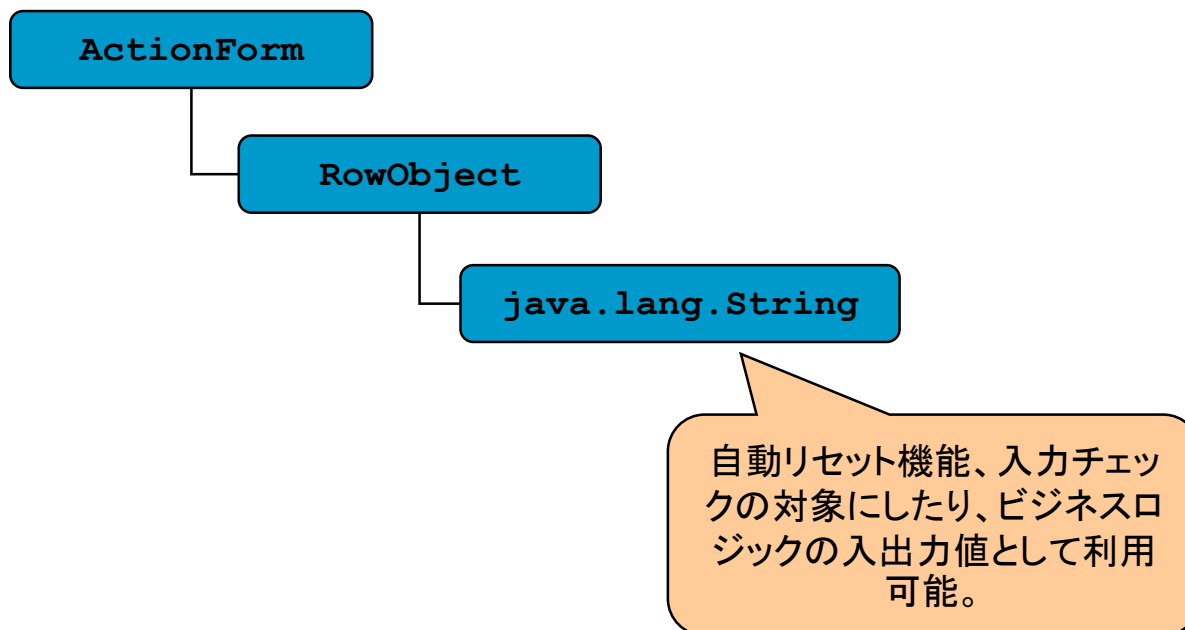 ActionForm
RowObject
java.lang.String
自動リセット機能、入力チェッ
クの対象にしたり、ビジネスロ
ジックの入出力値として利用
可能。